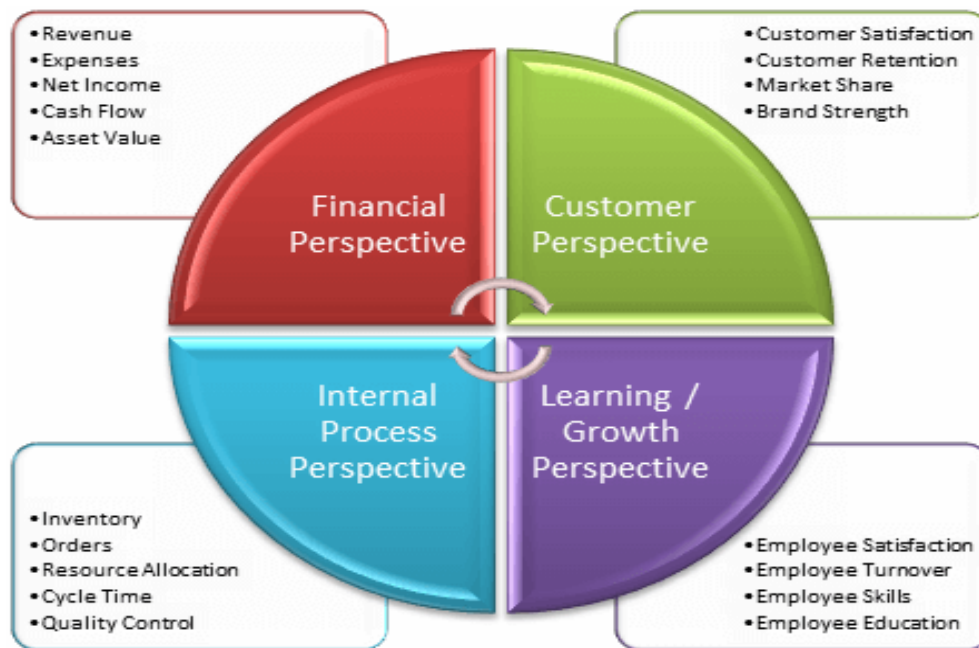 •Revenue
•Expenses
•Net Income
•Cash Flow
•Asset Value
•Customer Satisfaction
•Customer Retention
•Market Share
•Brand Strength
Financial
Perspective
Customer
Perspective
Internal
Process
Perspective
Learning /
Growth
Perspective
•Inventory
•Orders
•Resource Allocation
•Cycle Time
•Quality Control
•Employee Satisfaction
•Employee Turnover
•Employee Skills
•Employee Education